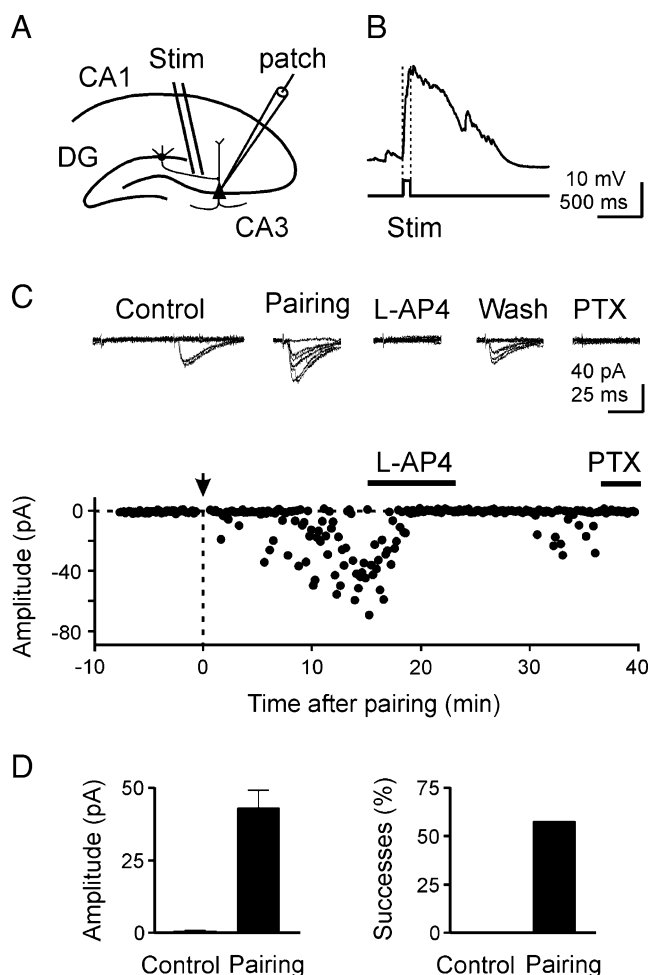 A
Stim
patch
CA1
DG
CA3
B
10 mV
500 ms
Stim
C
Control
Pairing
L-AP4
Wash
PTX
40 pA
25 ms
L-AP4
PTX
Amplitude (pA)
0
-40
-80
-10 0 10 20 30 40
Time after pairing (min)
D
Amplitude (pA)
50
25
0
Control Pairing
Successes (%)
75
50
25
0
Control Pairing